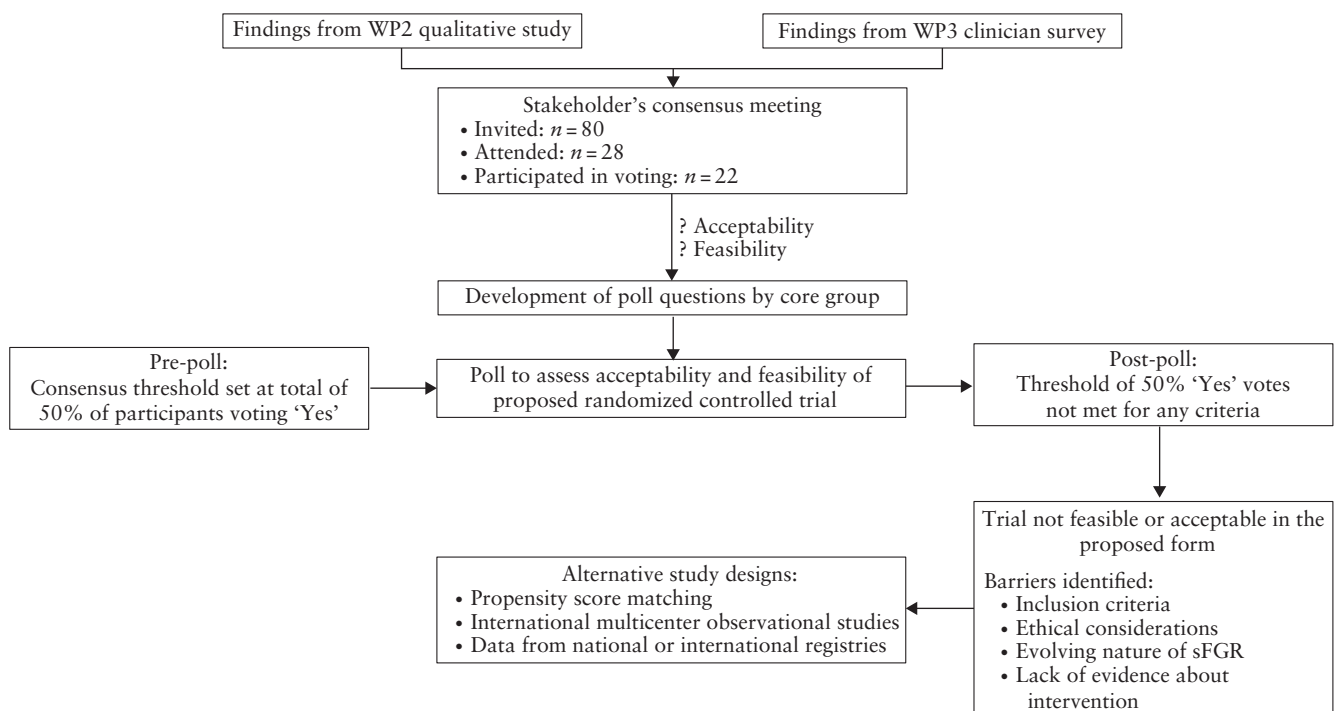 Findings from WP2 qualitative study
Findings from WP3 clinician survey
Stakeholder's consensus meeting
• Invited: n = 80
• Attended: n = 28
• Participated in voting: n = 22
? Acceptability
? Feasibility
Development of poll questions by core group
Pre-poll:
Consensus threshold set at total of
50% of participants voting ‘Yes’
Poll to assess acceptability and feasibility of
proposed randomized controlled trial
Post-poll:
Threshold of 50% ‘Yes’ votes
not met for any criteria
Trial not feasible or acceptable in the
proposed form
Barriers identified:
• Inclusion criteria
• Ethical considerations
• Evolving nature of sFGR
• Lack of evidence about
intervention
Alternative study designs:
• Propensity score matching
• International multicenter observational studies
• Data from national or international registries